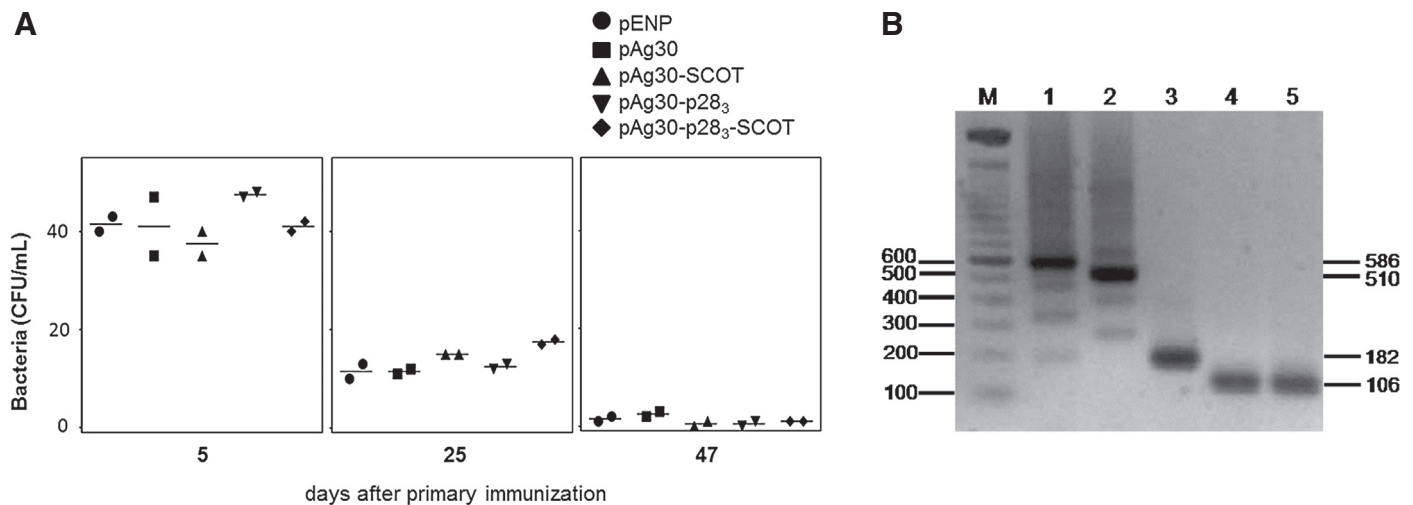 A
pENP
pAg30
pAg30-SCOT
pAg30-p28₃
pAg30-p28₃-SCOT
Bacteria (CFU/mL)
40
20
0
5 25 47
days after primary immunization
B
M 1 2 3 4 5
600
500
400
300
200
100
586
510
182
106